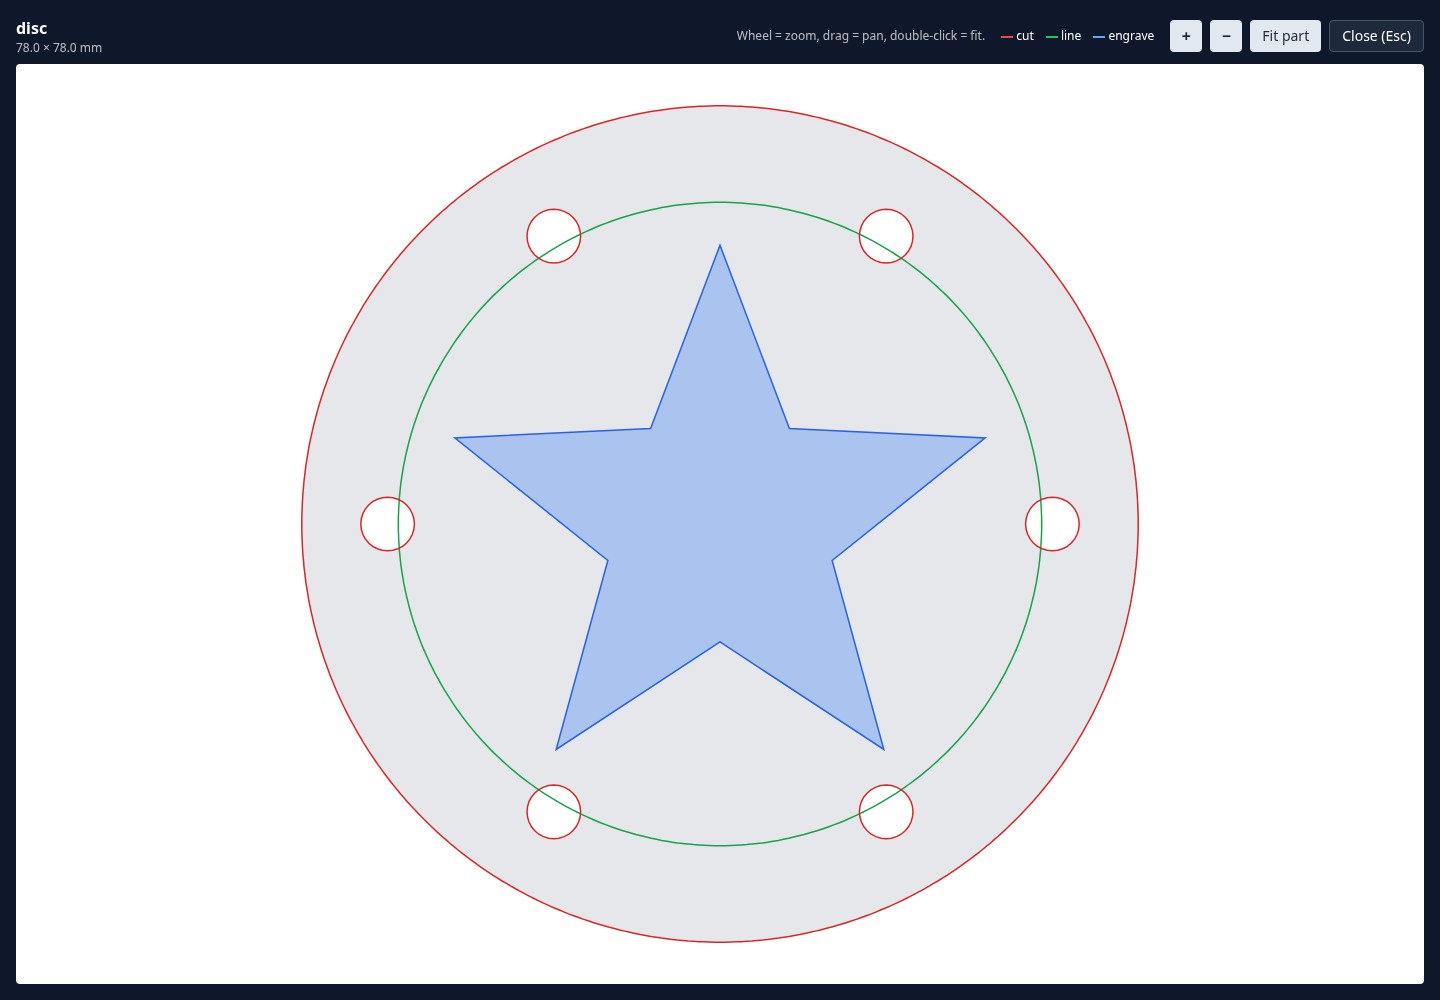 disc
78.0 × 78.0 mm
Wheel = zoom, drag = pan, double-click = fit. cut line engrave + − Fit part Close (Esc)